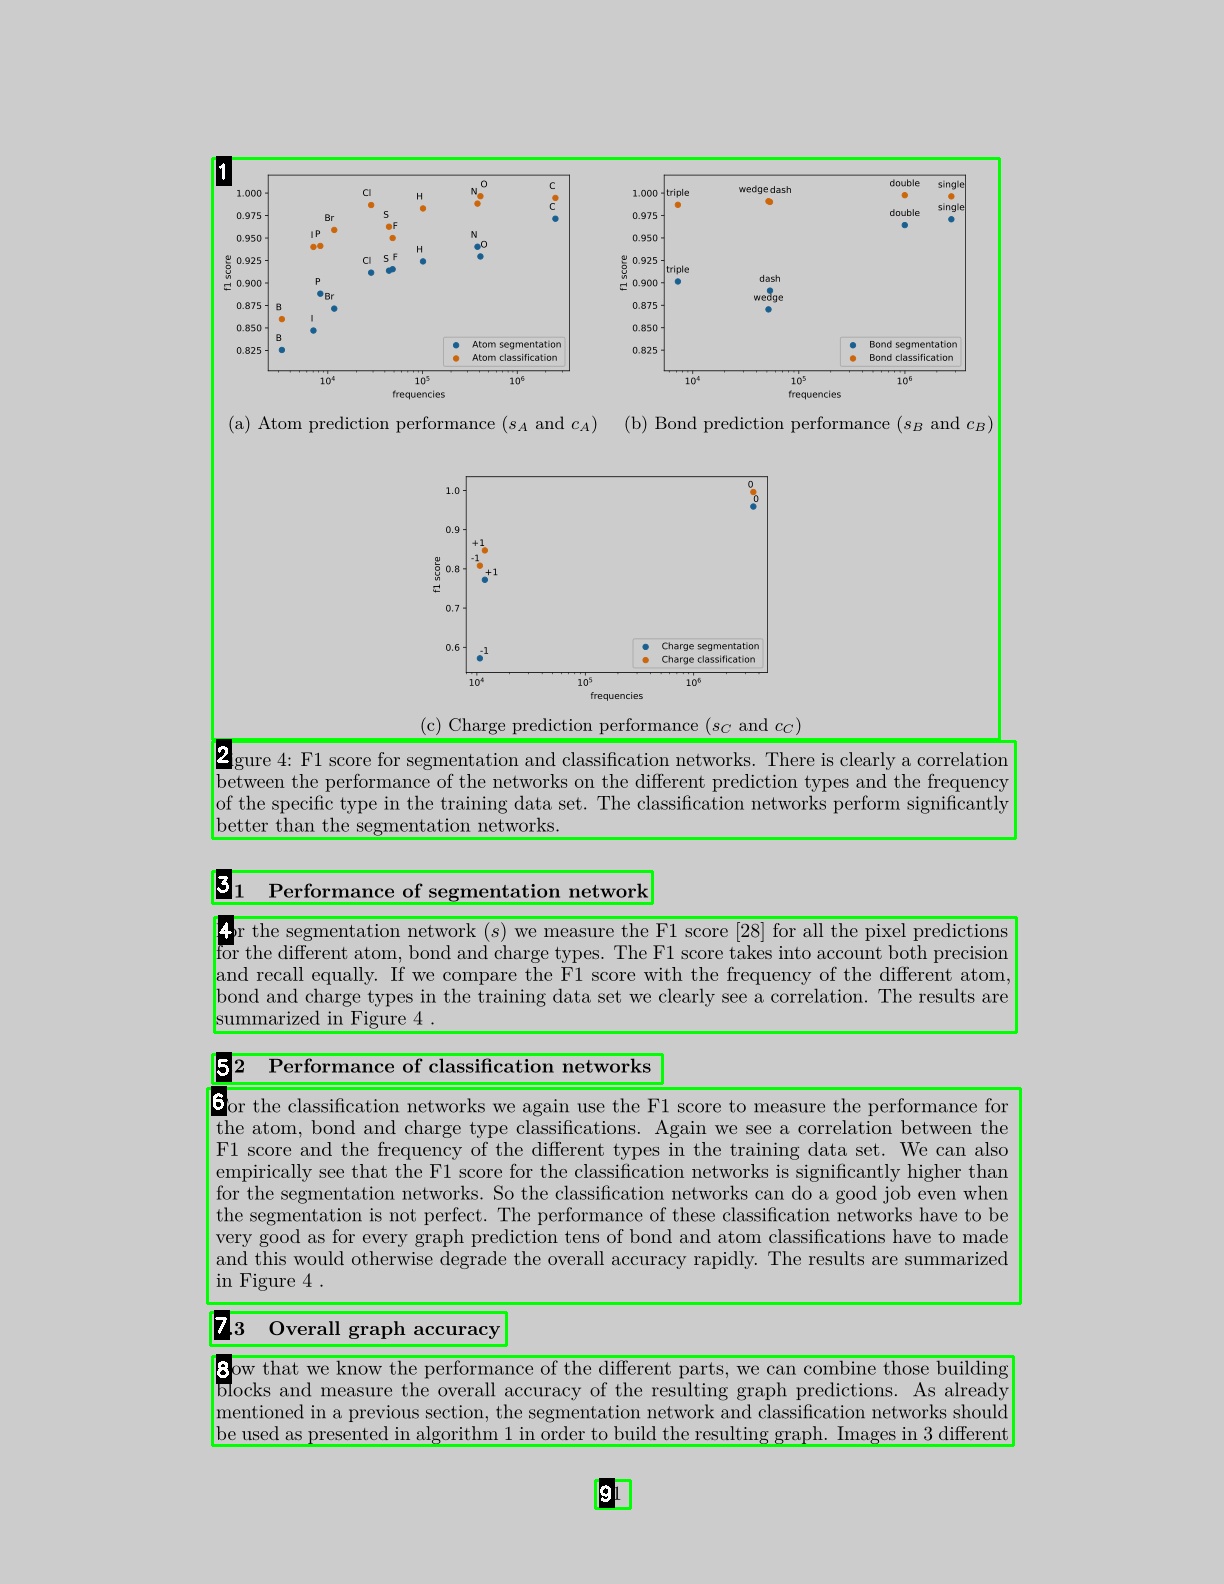 1
1.000
0.975
0.950
0.925
0.900
0.875
0.850
0.825
f1 score
B
B
I
I
P
P
Br
Br
Cl
Cl
S
S
F
F
H
H
N
N
O
O
C
C
Atom segmentation
Atom classification
10^4 10^5 10^6
frequencies
1.000
0.975
0.950
0.925
0.900
0.875
0.850
0.825
f1 score
triple
triple
wedge dash
dash
wedge
double
double
single
single
Bond segmentation
Bond classification
10^4 10^5 10^6
frequencies
(a) Atom prediction performance (s_A and c_A) (b) Bond prediction performance (s_B and c_B)
1.0
0.9
0.8
0.7
0.6
f1 score
0
0
+1
-1
+1
-1
Charge segmentation
Charge classification
10^4 10^5 10^6
frequencies
(c) Charge prediction performance (s_C and c_C)
2
gure 4: F1 score for segmentation and classification networks. There is clearly a correlation
between the performance of the networks on the different prediction types and the frequency
of the specific type in the training data set. The classification networks perform significantly
better than the segmentation networks.
3 1 Performance of segmentation network
4 or the segmentation network (s) we measure the F1 score [28] for all the pixel predictions
for the different atom, bond and charge types. The F1 score takes into account both precision
and recall equally. If we compare the F1 score with the frequency of the different atom,
bond and charge types in the training data set we clearly see a correlation. The results are
summarized in Figure 4 .
5 2 Performance of classification networks
6 or the classification networks we again use the F1 score to measure the performance for
the atom, bond and charge type classifications. Again we see a correlation between the
F1 score and the frequency of the different types in the training data set. We can also
empirically see that the F1 score for the classification networks is significantly higher than
for the segmentation networks. So the classification networks can do a good job even when
the segmentation is not perfect. The performance of these classification networks have to be
very good as for every graph prediction tens of bond and atom classifications have to made
and this would otherwise degrade the overall accuracy rapidly. The results are summarized
in Figure 4 .
7 .3 Overall graph accuracy
8 ow that we know the performance of the different parts, we can combine those building
blocks and measure the overall accuracy of the resulting graph predictions. As already
mentioned in a previous section, the segmentation network and classification networks should
be used as presented in algorithm 1 in order to build the resulting graph. Images in 3 different
9 1